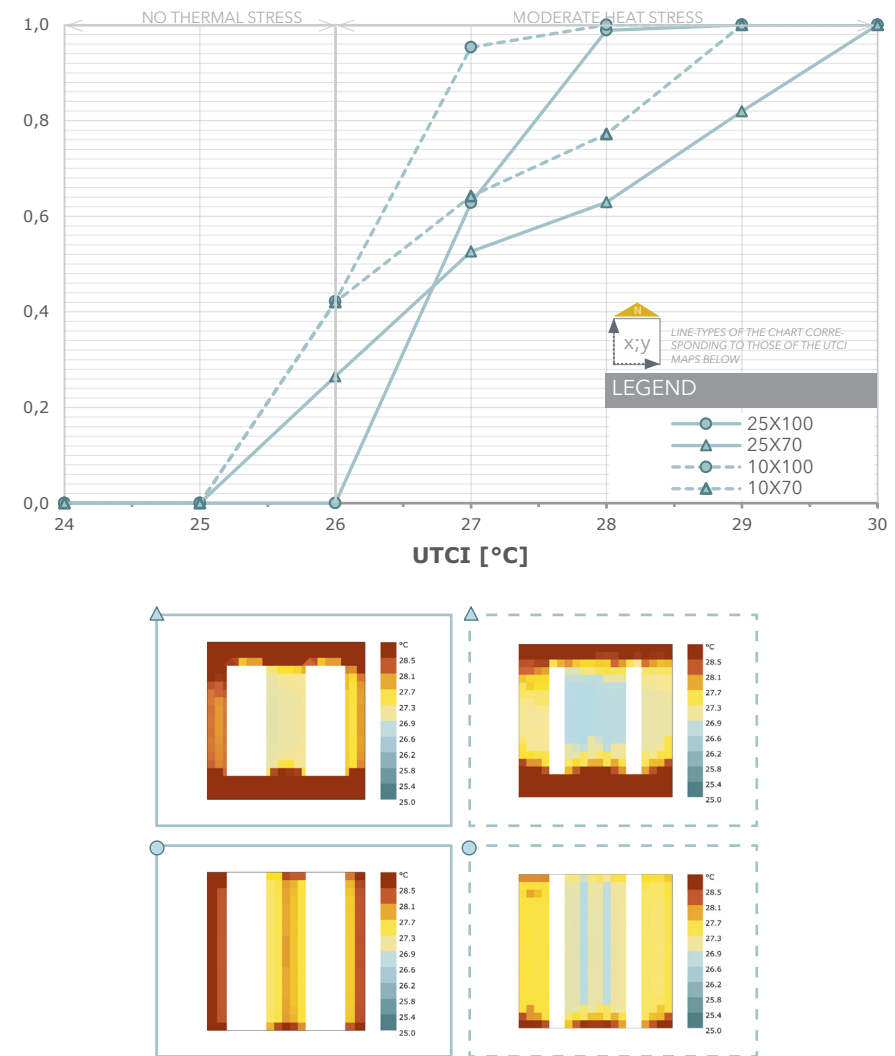 NO THERMAL STRESS
MODERATE HEAT STRESS
1,0
0,8
0,6
0,4
0,2
0,0
24 25 26 27 28 29 30
UTCI [°C]
N
x;y
LINE-TYPES OF THE CHART CORRE-
SPONDING TO THOSE OF THE UTCI
MAPS BELOW
LEGEND
25X100
25X70
10X100
10X70
°C
28.5
28.1
27.7
27.3
26.9
26.6
26.2
25.8
25.4
25.0
°C
28.5
28.1
27.7
27.3
26.9
26.6
26.2
25.8
25.4
25.0
°C
28.5
28.1
27.7
27.3
26.9
26.6
26.2
25.8
25.4
25.0
°C
28.5
28.1
27.7
27.3
26.9
26.6
26.2
25.8
25.4
25.0